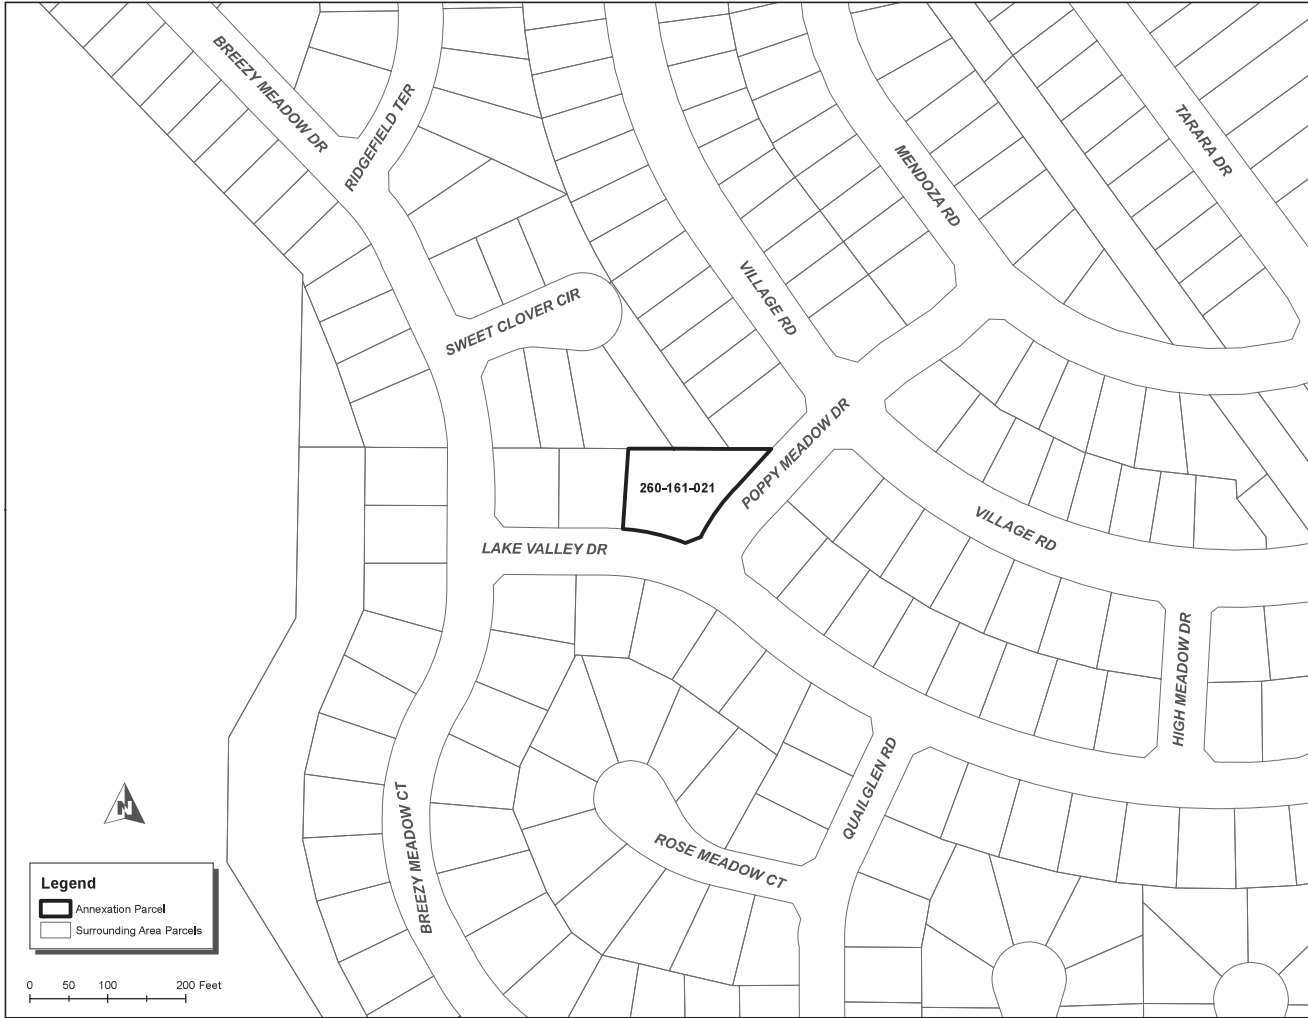 BREEZY MEADOW DR
RIDGEFIELD TER
TARARA DR
MENDOZA RD
VILLAGE RD
SWEET CLOVER CIR
POPPY MEADOW DR
260-161-021
VILLAGE RD
LAKE VALLEY DR
HIGH MEADOW DR
QUAILGLEN RD
BREEZY MEADOW CT
ROSE MEADOW CT
N
Legend
Annexation Parcel
Surrounding Area Parcels
0 50 100 200 Feet